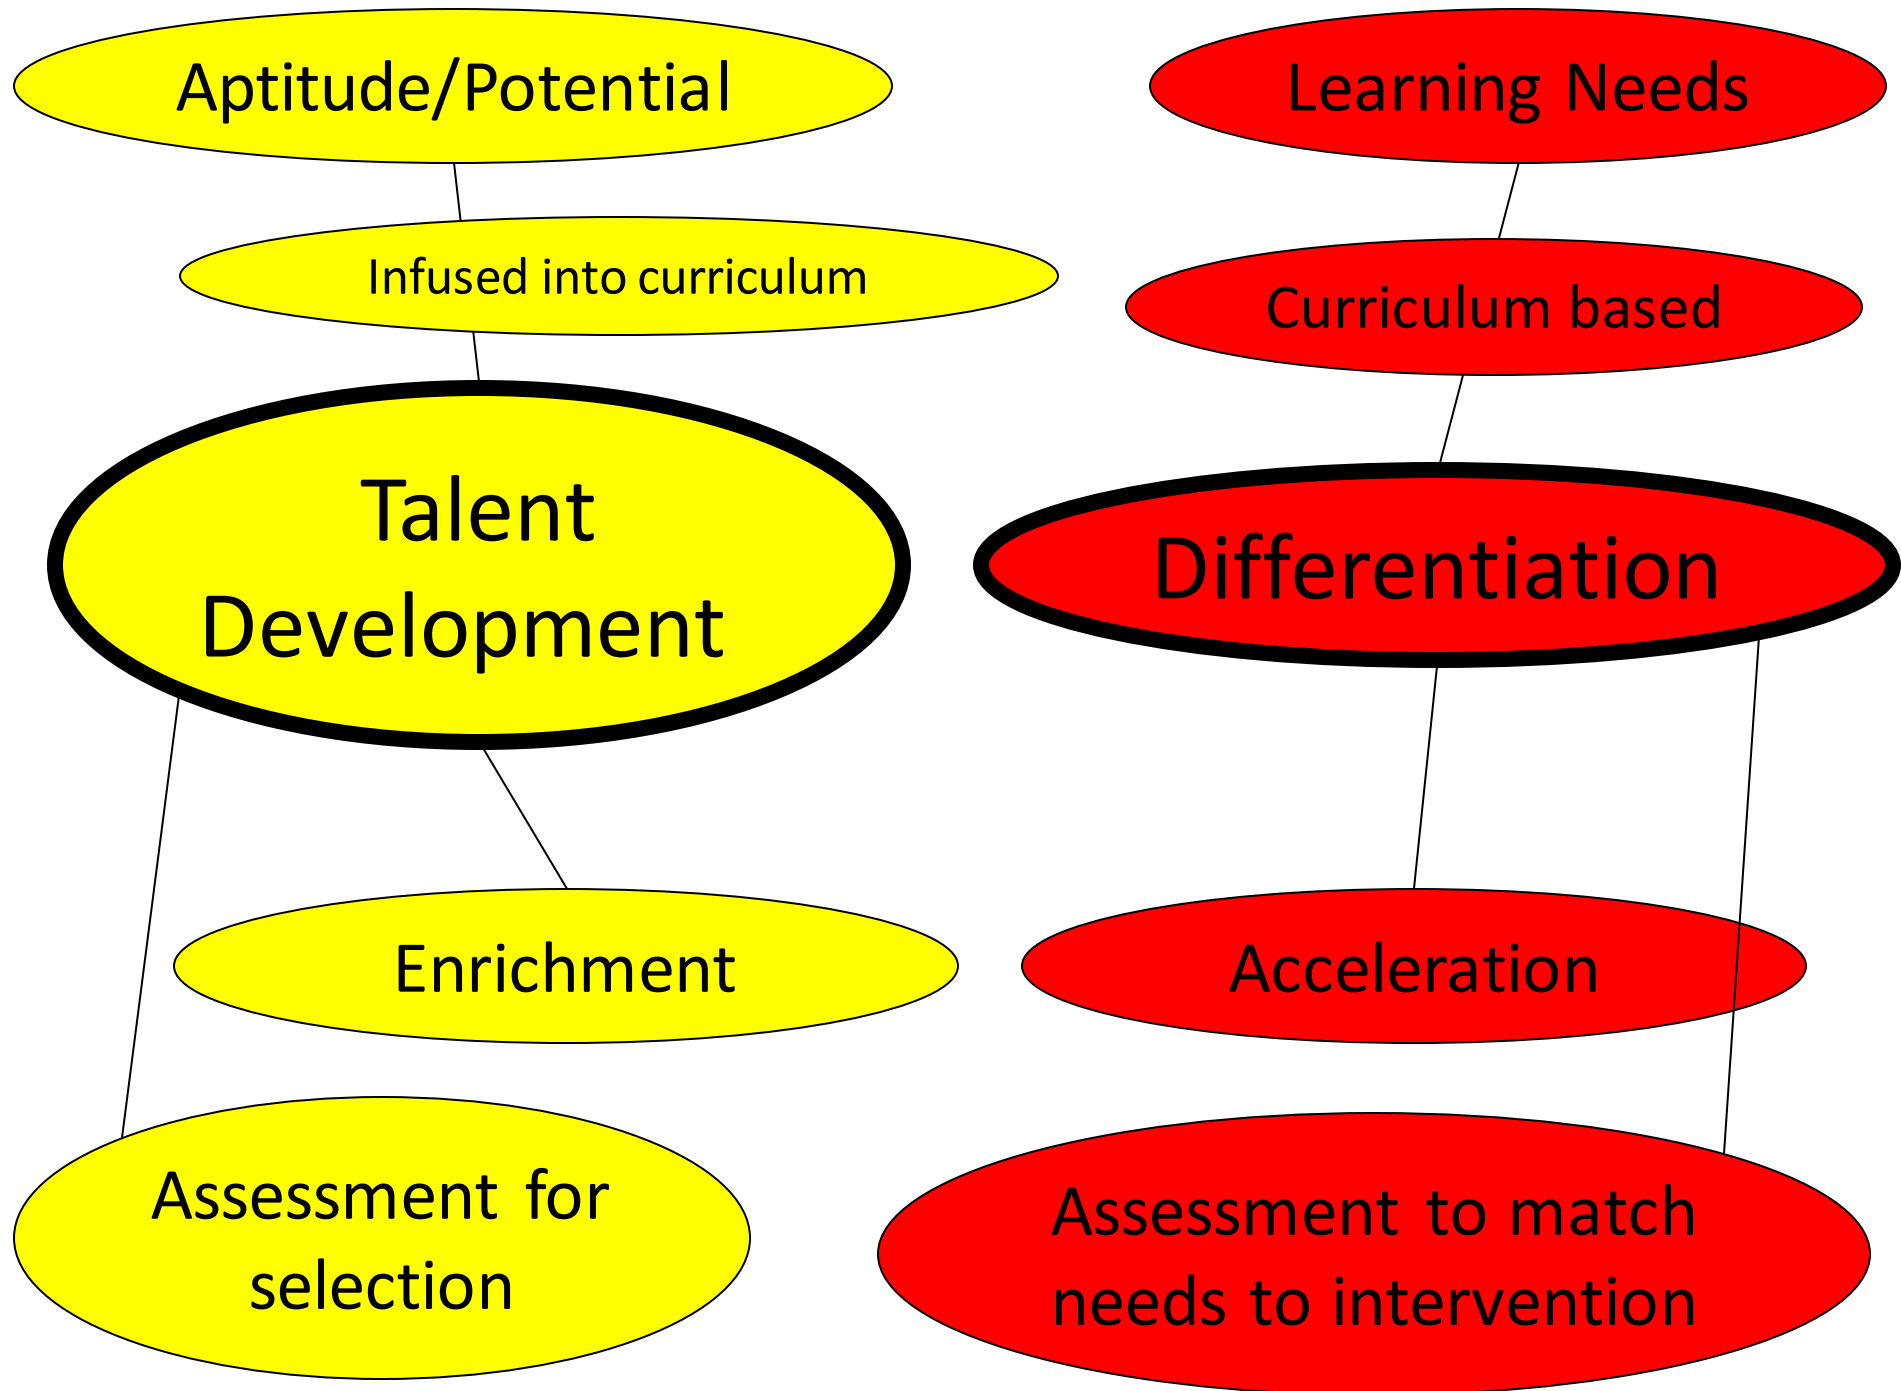 Aptitude/Potential
Learning Needs
Infused into curriculum
Curriculum based
Talent
Development
Differentiation
Enrichment
Acceleration
Assessment for
selection
Assessment to match
needs to intervention